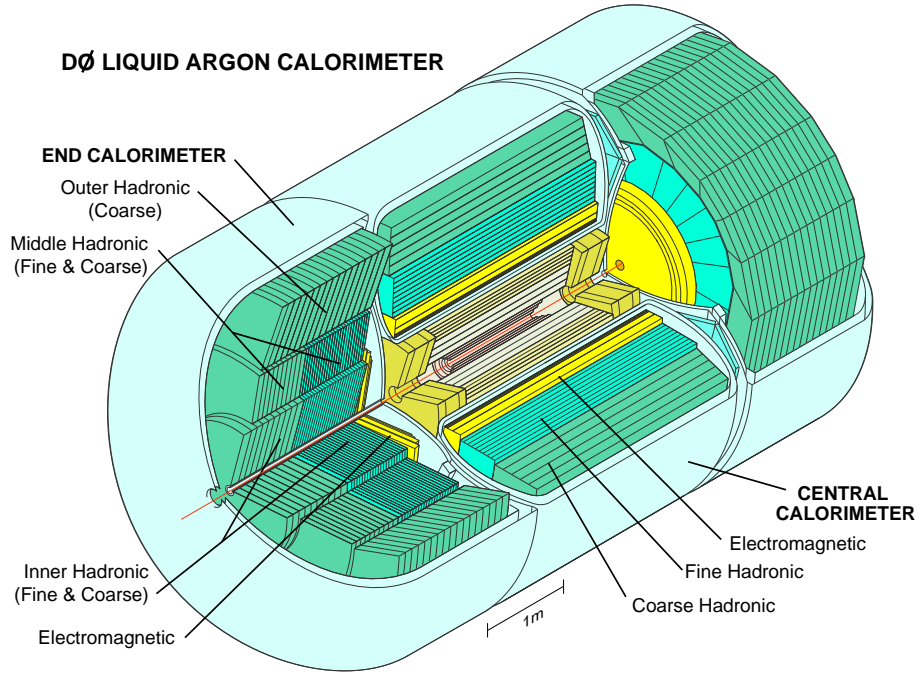 DØ LIQUID ARGON CALORIMETER
END CALORIMETER
Outer Hadronic
(Coarse)
Middle Hadronic
(Fine & Coarse)
CENTRAL
CALORIMETER
Electromagnetic
Fine Hadronic
Coarse Hadronic
Inner Hadronic
(Fine & Coarse)
Electromagnetic
1m